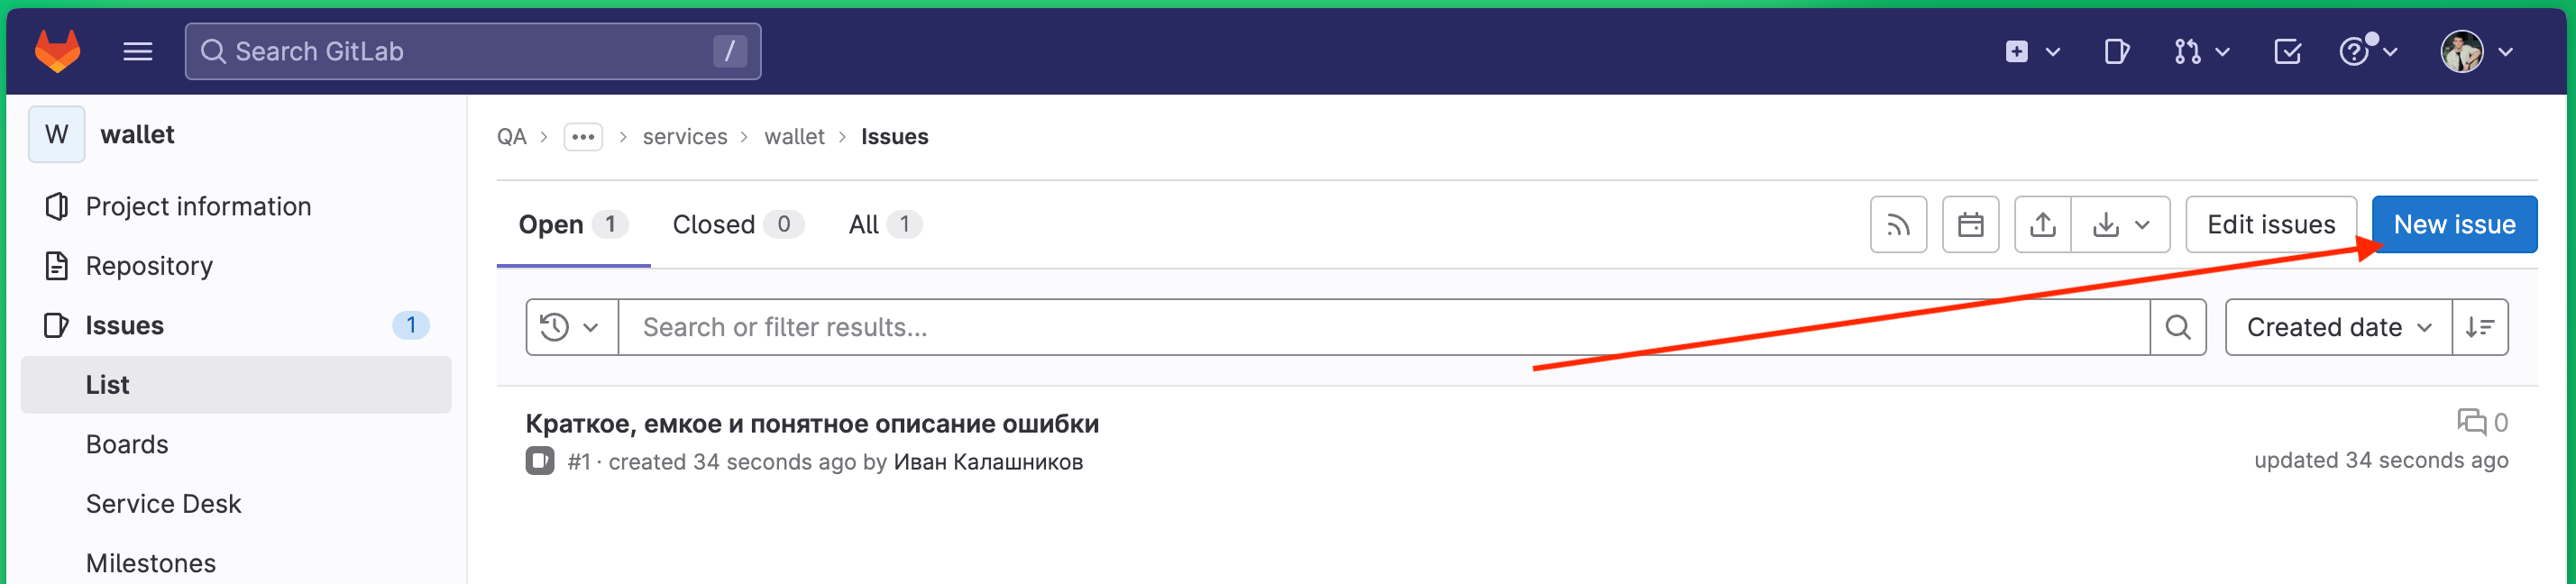 Search GitLab /
W wallet
Project information
Repository
Issues 1
List
Boards
Service Desk
Milestones
QA > ••• > services > wallet > Issues
Open 1 Closed 0 All 1
Edit issues New issue
Search or filter results...
Created date
Краткое, емкое и понятное описание ошибки
0
#1 · created 34 seconds ago by Иван Калашников
updated 34 seconds ago